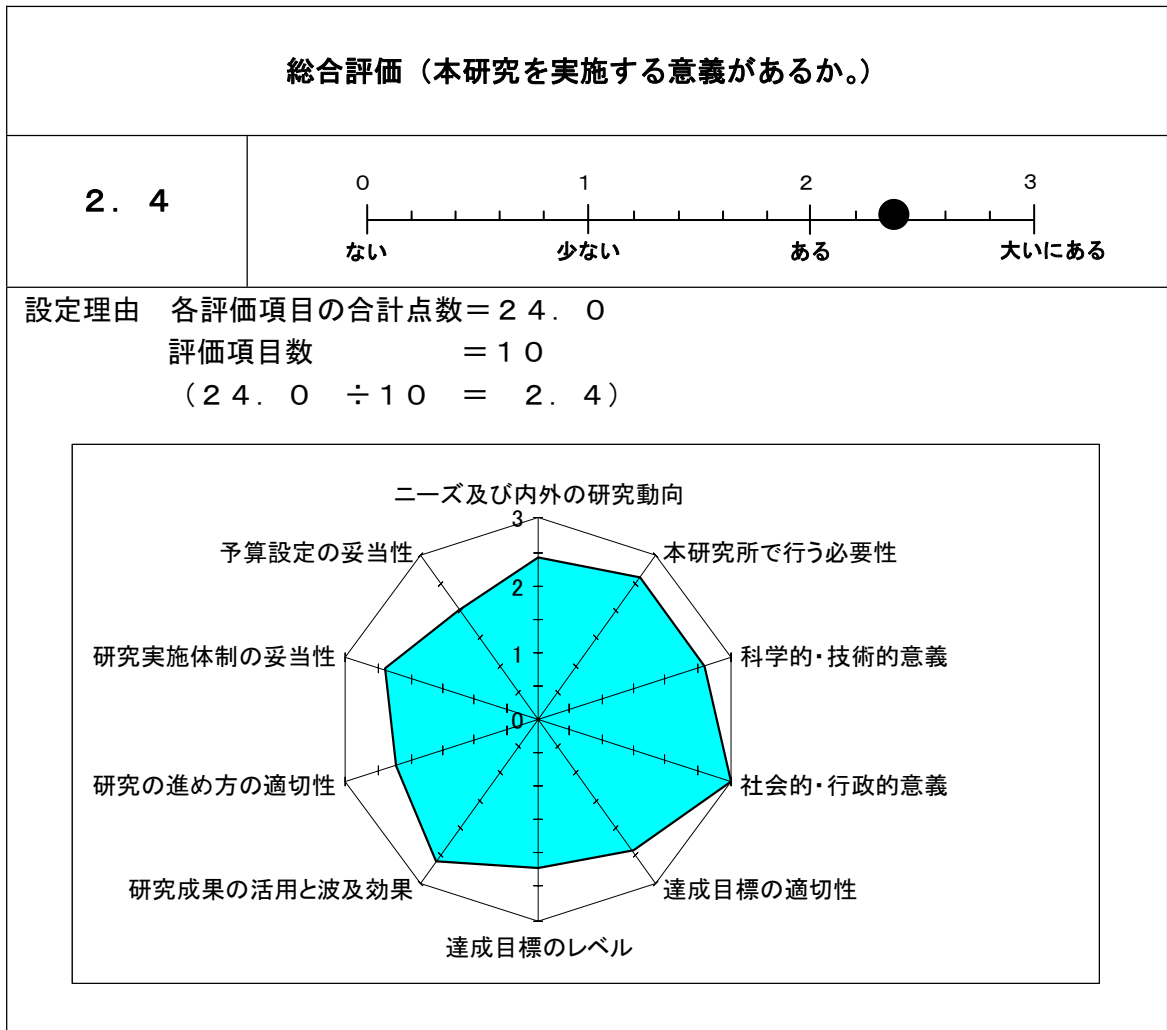 総合評価（本研究を実施する意義があるか。）
２．４
０ １ ２ ３
ない 少ない ある 大いにある
設定理由　各評価項目の合計点数＝２４．０
評価項目数　＝１０
（２４．０　÷１０　＝　２．４）
ニーズ及び内外の研究動向
3
予算設定の妥当性
本研究所で行う必要性
2
研究実施体制の妥当性
科学的・技術的意義
1
0
研究の進め方の適切性
社会的・行政的意義
研究成果の活用と波及効果
達成目標の適切性
達成目標のレベル